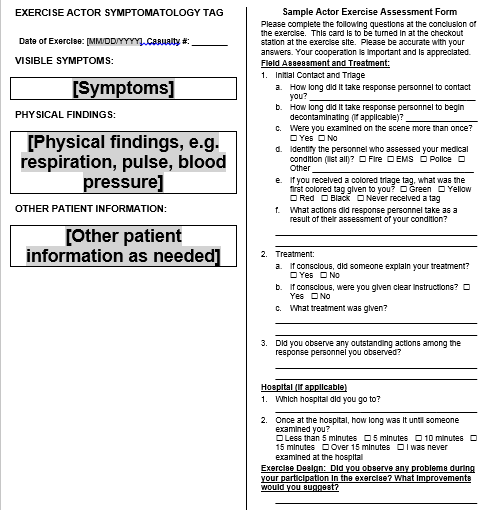 EXERCISE ACTOR SYMPTOMATOLOGY TAG
Date of Exercise: [MM/DD/YYYY], Casualty #: ________
VISIBLE SYMPTOMS:
[Symptoms]
PHYSICAL FINDINGS:
[Physical findings, e.g.
respiration, pulse, blood
pressure]
OTHER PATIENT INFORMATION:
[Other patient
information as needed]
Sample Actor Exercise Assessment Form
Please complete the following questions at the conclusion of
the exercise. This card is to be turned in at the checkout
station at the exercise site. Please be accurate with your
answers. Your cooperation is important and is appreciated.
Field Assessment and Treatment:
1. Initial Contact and Triage
a. How long did it take response personnel to contact
you? ________
b. How long did it take response personnel to begin
decontaminating (if applicable)? ________
c. Were you examined on the scene more than once?
☐ Yes ☐ No
d. Identify the personnel who assessed your medical
condition (list all)? ☐ Fire ☐ EMS ☐ Police ☐
Other ________
e. If you received a colored triage tag, what was the
first colored tag given to you? ☐ Green ☐ Yellow
☐ Red ☐ Black ☐ Never received a tag
f. What actions did response personnel take as a
result of their assessment of your condition?
2. Treatment:
a. If conscious, did someone explain your treatment?
☐ Yes ☐ No
b. If conscious, were you given clear instructions? ☐
Yes ☐ No
c. What treatment was given?
3. Did you observe any outstanding actions among the
response personnel you observed?
Hospital (if applicable)
1. Which hospital did you go to?
2. Once at the hospital, how long was it until someone
examined you?
☐ Less than 5 minutes ☐ 5 minutes ☐ 10 minutes ☐
15 minutes ☐ Over 15 minutes ☐ I was never
examined at the hospital
Exercise Design: Did you observe any problems during
your participation in the exercise? What improvements
would you suggest?